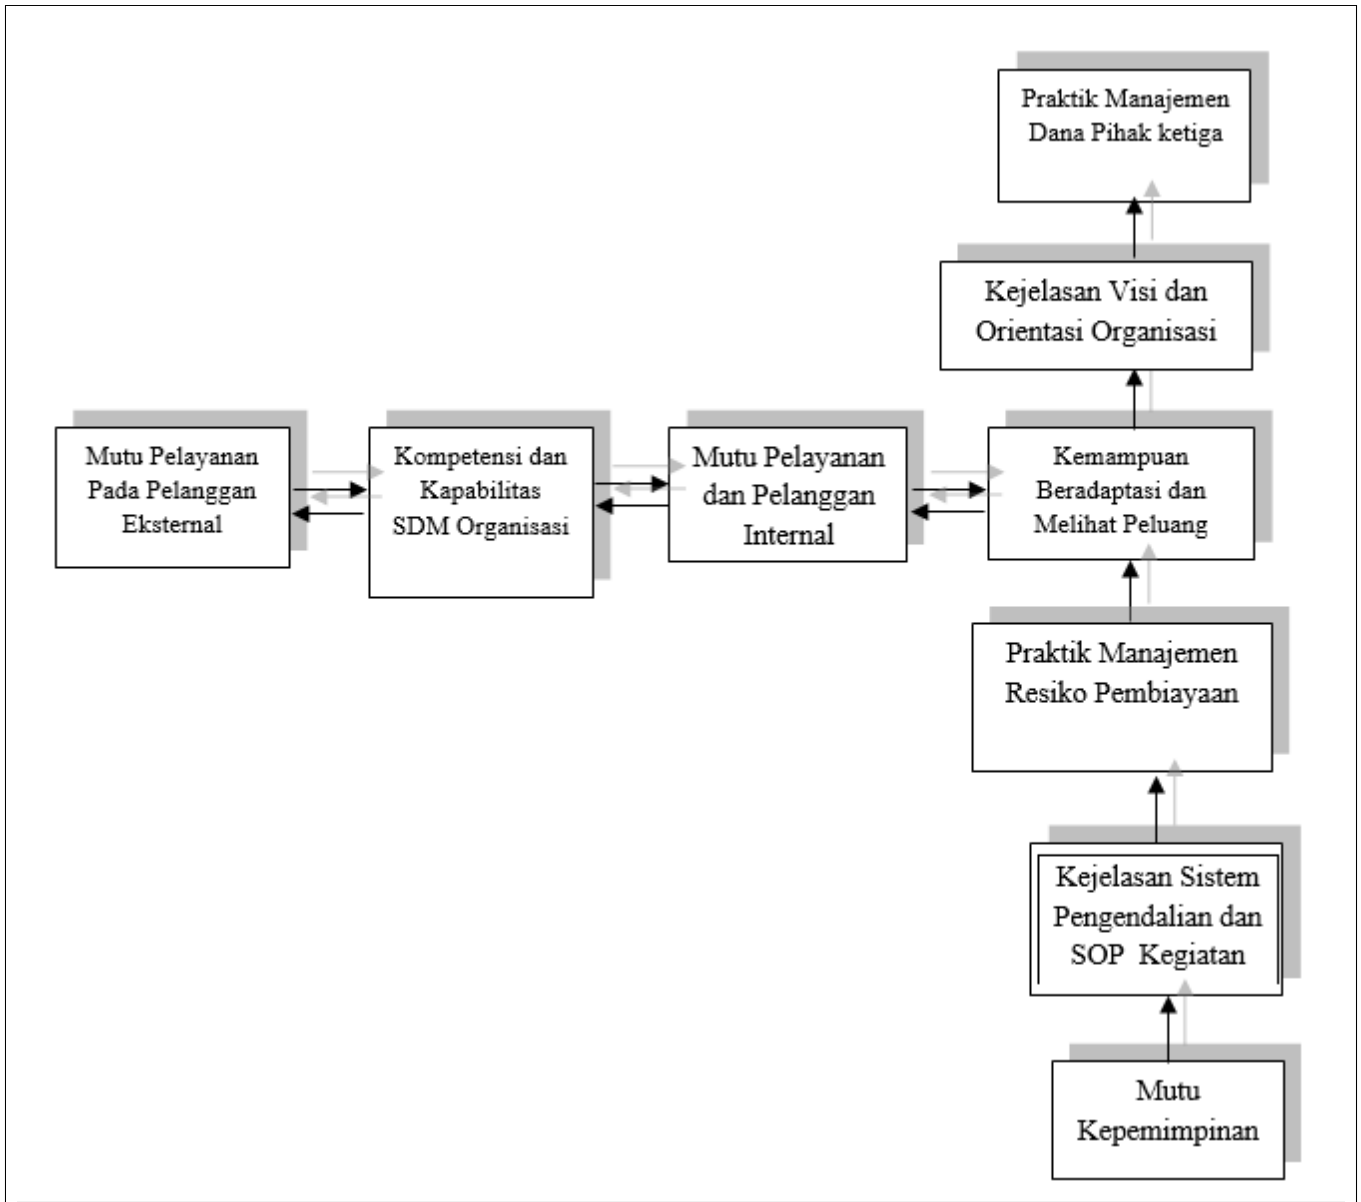 Praktik Manajemen
Dana Pihak ketiga
Kejelasan Visi dan
Orientasi Organisasi
Mutu Pelayanan
Pada Pelanggan
Eksternal
Kompetensi dan
Kapabilitas
SDM Organisasi
Mutu Pelayanan
dan Pelanggan
Internal
Kemampuan
Beradaptasi dan
Melihat Peluang
Praktik Manajemen
Resiko Pembiayaan
Kejelasan Sistem
Pengendalian dan
SOP Kegiatan
Mutu
Kepemimpinan